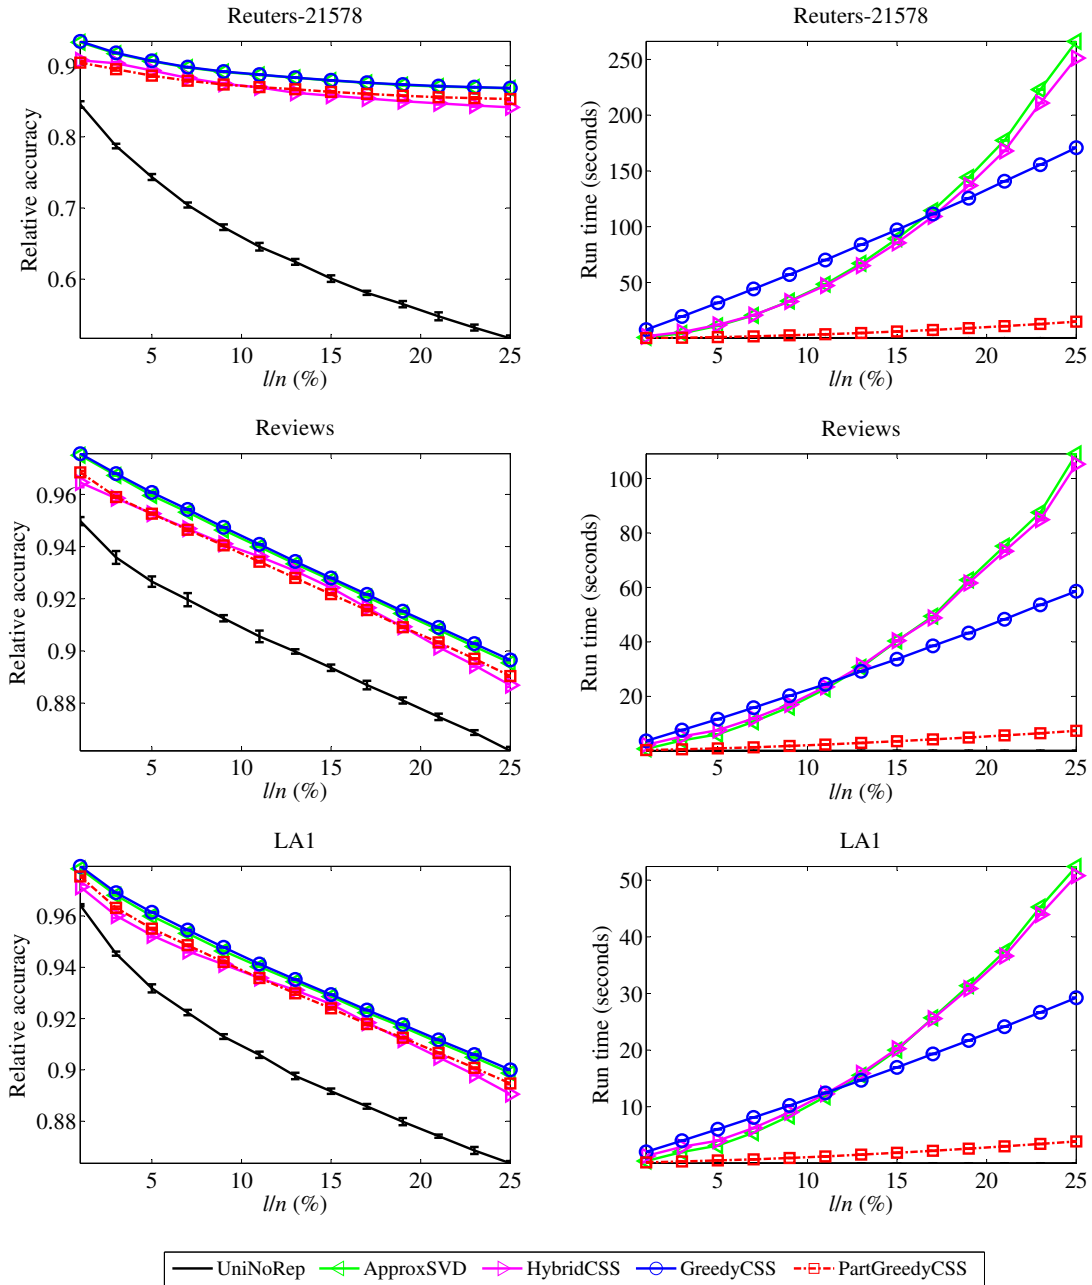 Reuters-21578
Relative accuracy
0.9
0.8
0.7
0.6
5 10 15 20 25
l/n (%)
Reuters-21578
Run time (seconds)
250
200
150
100
50
5 10 15 20 25
l/n (%)
Reviews
Relative accuracy
0.96
0.94
0.92
0.9
0.88
5 10 15 20 25
l/n (%)
Reviews
Run time (seconds)
100
80
60
40
20
5 10 15 20 25
l/n (%)
LA1
Relative accuracy
0.96
0.94
0.92
0.9
0.88
5 10 15 20 25
l/n (%)
LA1
Run time (seconds)
50
40
30
20
10
5 10 15 20 25
l/n (%)
UniNoRep ApproxSVD HybridCSS GreedyCSS PartGreedyCSS